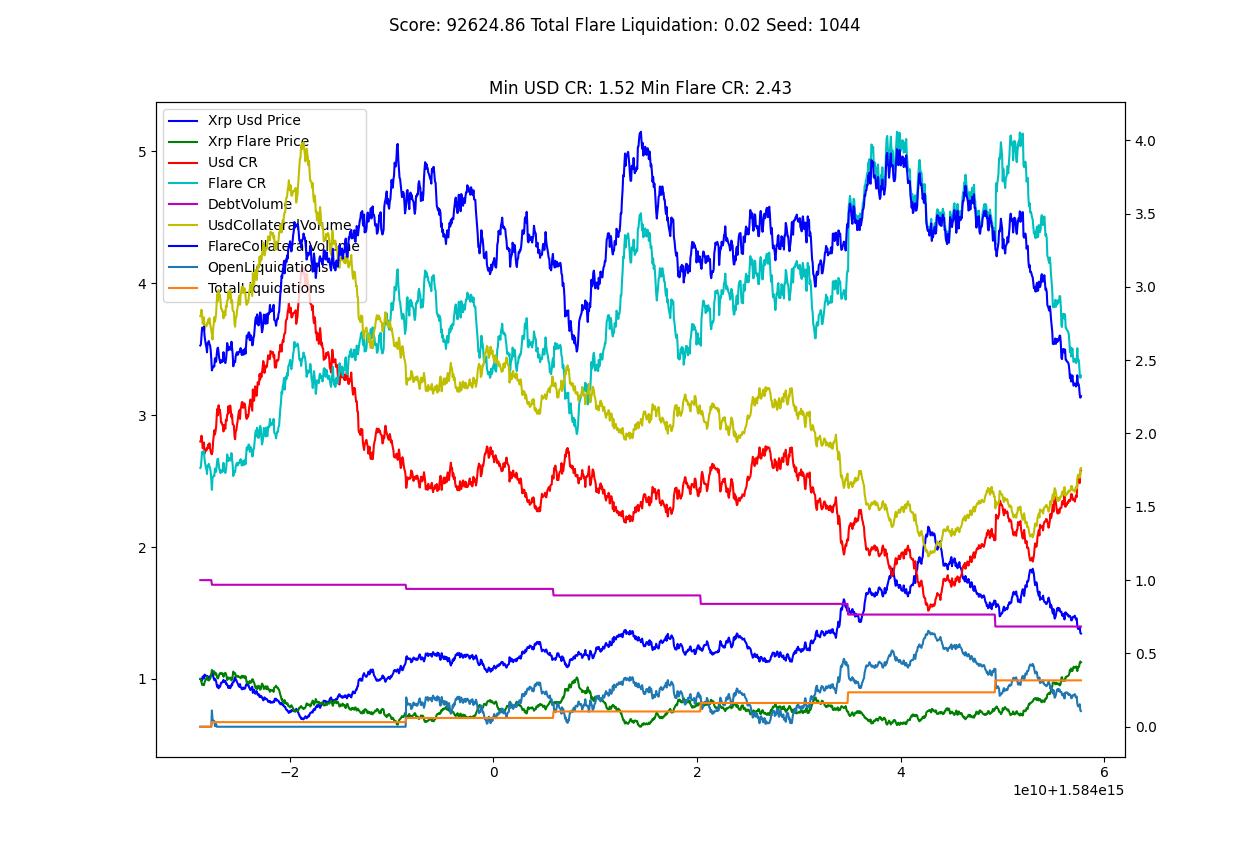 Score: 92624.86 Total Flare Liquidation: 0.02 Seed: 1044
Min USD CR: 1.52 Min Flare CR: 2.43
Xrp Usd Price
Xrp Flare Price
Usd CR
Flare CR
DebtVolume
UsdCollateralVolume
FlareCollateralVolume
OpenLiquidations
TotalLiquidations
5
4
3
2
1
4.0
3.5
3.0
2.5
2.0
1.5
1.0
0.5
0.0
−2
0
2
4
6
1e10+1.584e15